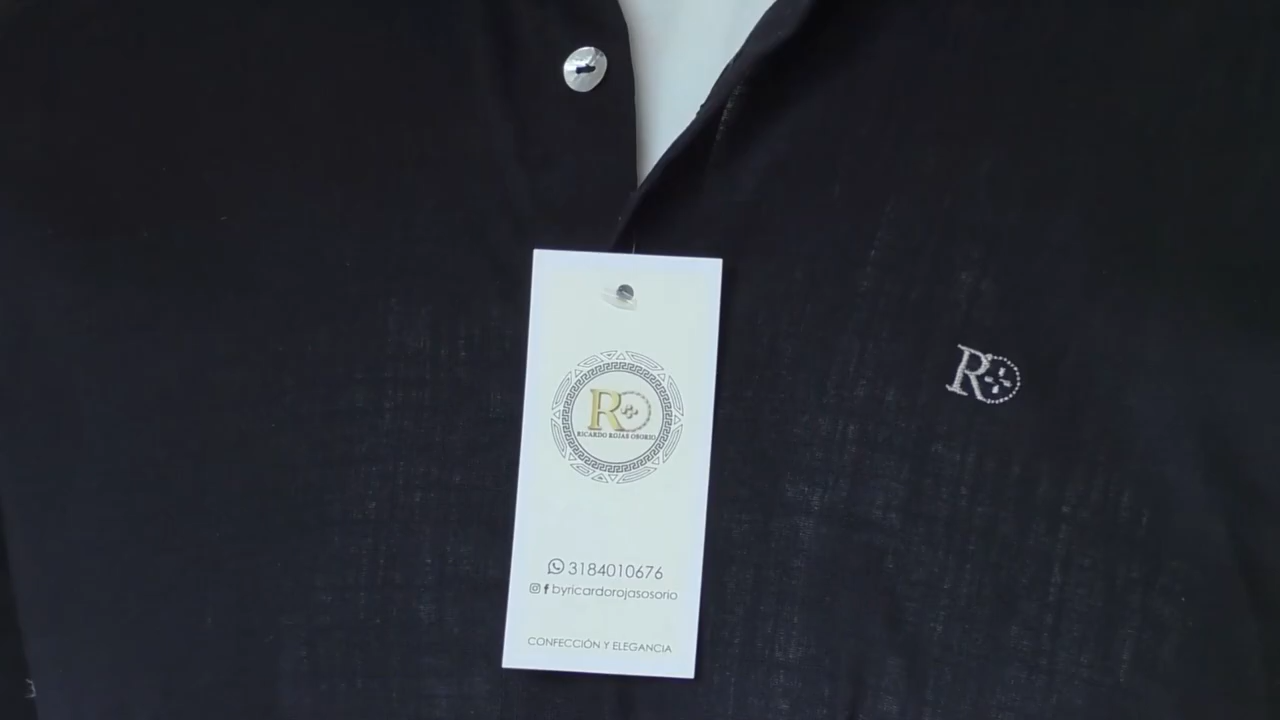 R
RICARDO ROJAS OSORIO
3184010676
byricardorojasosorio
CONFECCIÓN Y ELEGANCIA
R